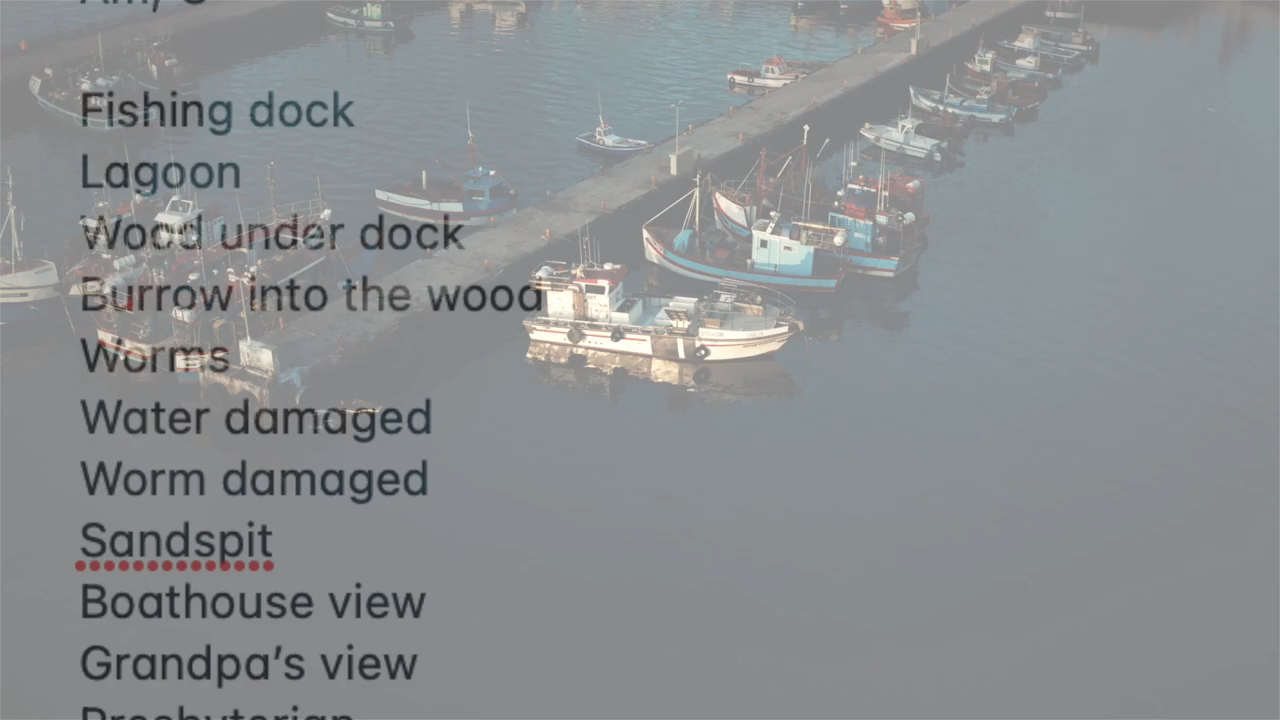 Fishing dock
Lagoon
Wood under dock
Burrow into the wood
Worms
Water damaged
Worm damaged
Sandspit
Boathouse view
Grandpa’s view
Presbyterian